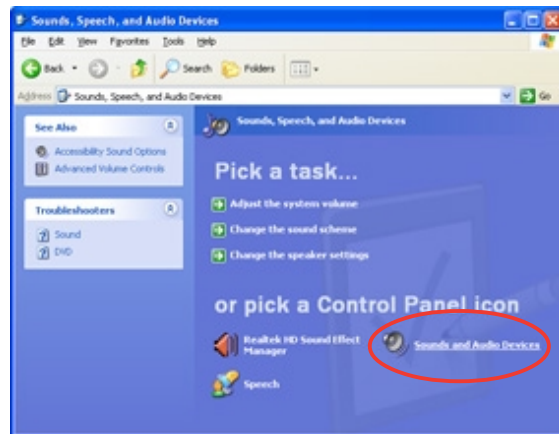 Sounds, Speech, and Audio Devices
File Edit View Favorites Tools Help
Back Search Folders
Address Sounds, Speech, and Audio Devices Go
See Also
Accessibility Sound Options
Advanced Volume Controls
Troubleshooters
Sound
DVD
Sounds, Speech, and Audio Devices
Pick a task...
Adjust the system volume
Change the sound scheme
Change the speaker settings
or pick a Control Panel icon
Realtek HD Sound Effect
Manager
Sounds and Audio Devices
Speech